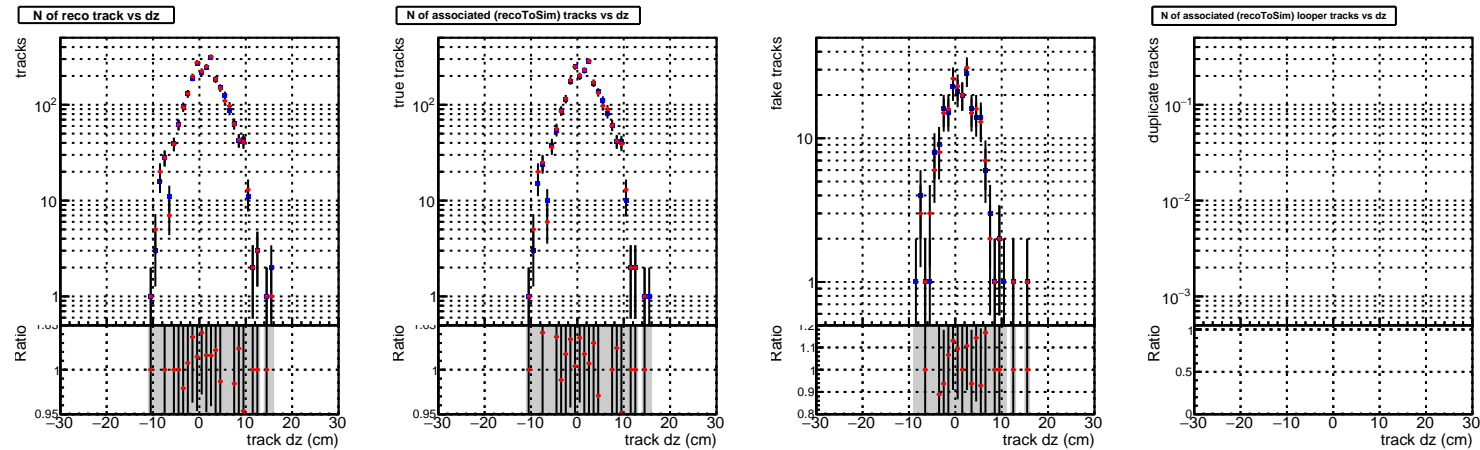 N of reco track vs dz
tracks
10²
10
1
Ratio
1.05
1
0.95
−30 −20 −10 0 10 20 30
track dz (cm)
N of associated (recoToSim) tracks vs dz
true tracks
10²
10
1
Ratio
1.05
1
0.95
−30 −20 −10 0 10 20 30
track dz (cm)
fake tracks
10
1
Ratio
1.2
1.1
1
0.9
0.8
−30 −20 −10 0 10 20 30
track dz (cm)
N of associated (recoToSim) looper tracks vs dz
duplicate tracks
10⁻¹
10⁻²
10⁻³
Ratio
1
0.5
0
−30 −20 −10 0 10 20 30
track dz (cm)